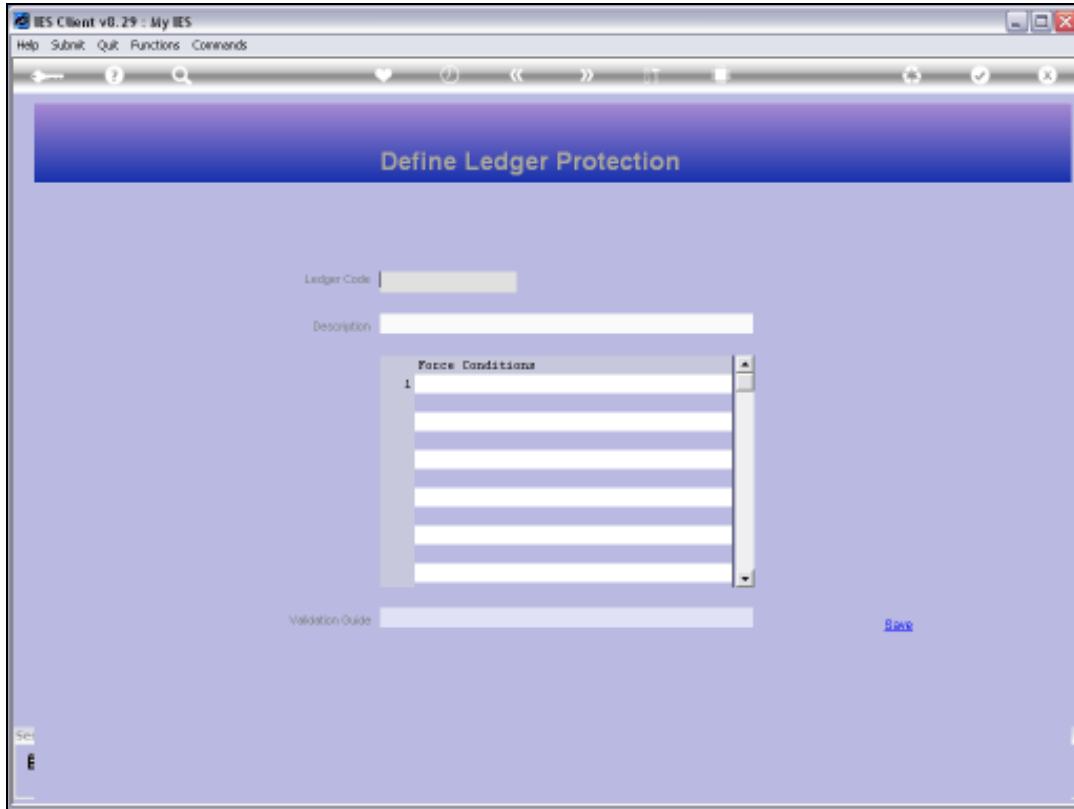 IES Client v8.29 : My IES
Help Submit Quit Functions Commands
Define Ledger Protection
Ledger Code
Description
Force Conditions
1
Validation Guide
Save
Se
E